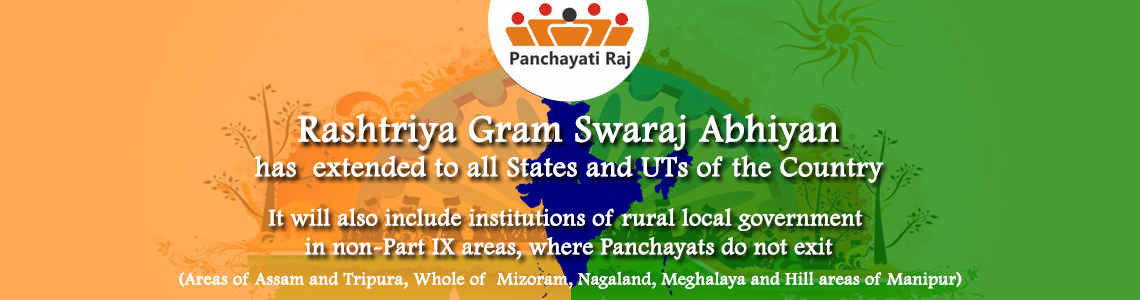 Panchayati Raj
Rashtriya Gram Swaraj Abhiyan
has extended to all States and UTs of the Country
It will also include institutions of rural local government
in non-Part IX areas, where Panchayats do not exit
(Areas of Assam and Tripura, Whole of Mizoram, Nagaland, Meghalaya and Hill areas of Manipur)